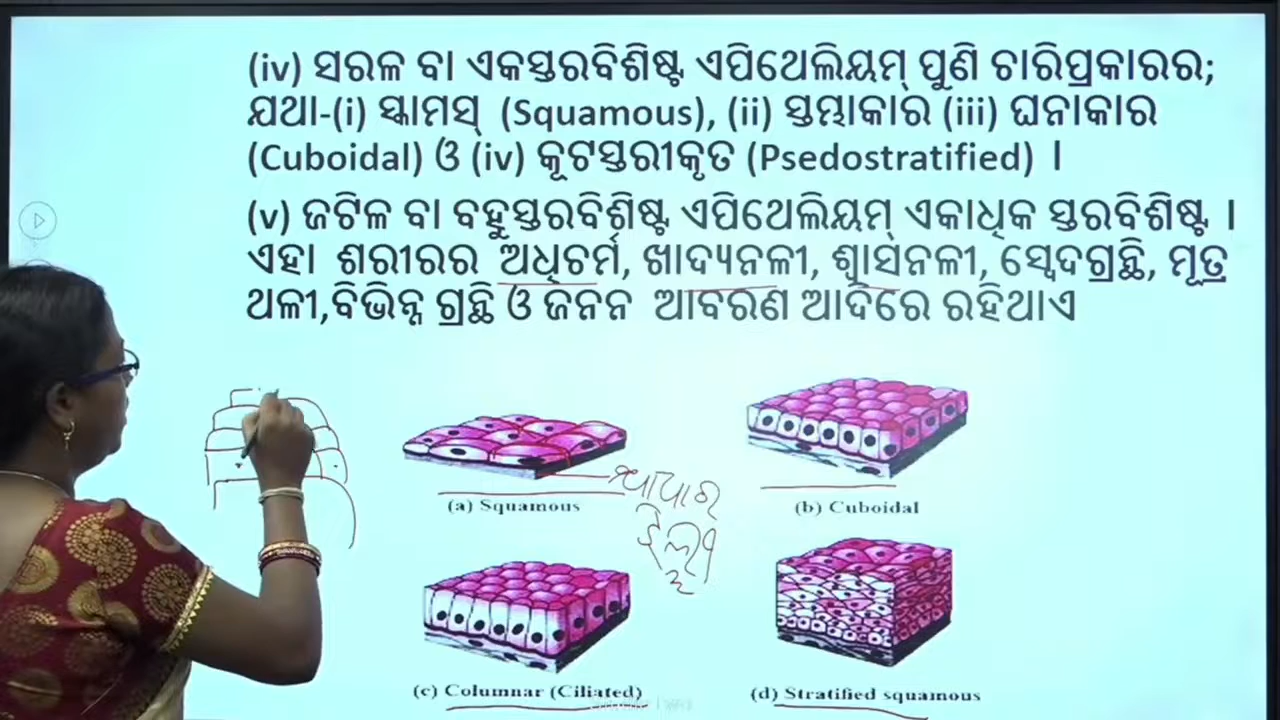 (iv) ସରଳ ବା ଏକସ୍ତରବିଶିଷ୍ଟ ଏପିଥେଲିୟମ୍ ପୁଣି ଚାରିପ୍ରକାରର;
ଯଥା-(i) ସ୍କାମସ୍ (Squamous), (ii) ସ୍ତମ୍ଭାକାର (iii) ଘନାକାର
(Cuboidal) ଓ (iv) କୂଟସ୍ତରୀକୃତ (Psedostratified) ।
(v) ଜଟିଳ ବା ବହୁସ୍ତରବିଶିଷ୍ଟ ଏପିଥେଲିୟମ୍ ଏକାଧିକ ସ୍ତରବିଶିଷ୍ଟ ।
ଏହା ଶରୀରର ଅଧିଚର୍ମ, ଖାଦ୍ୟନଳୀ, ଶ୍ୱାସନଳୀ, ସ୍ୱେଦଗ୍ରନ୍ଥି, ମୂତ୍ର
ଥଳୀ,ବିଭିନ୍ନ ଗ୍ରନ୍ଥି ଓ ଜନନ ଆବରଣ ଆଦିରେ ରହିଥାଏ
(a) Squamous
(b) Cuboidal
(c) Columnar (Ciliated)
(d) Stratified squamous